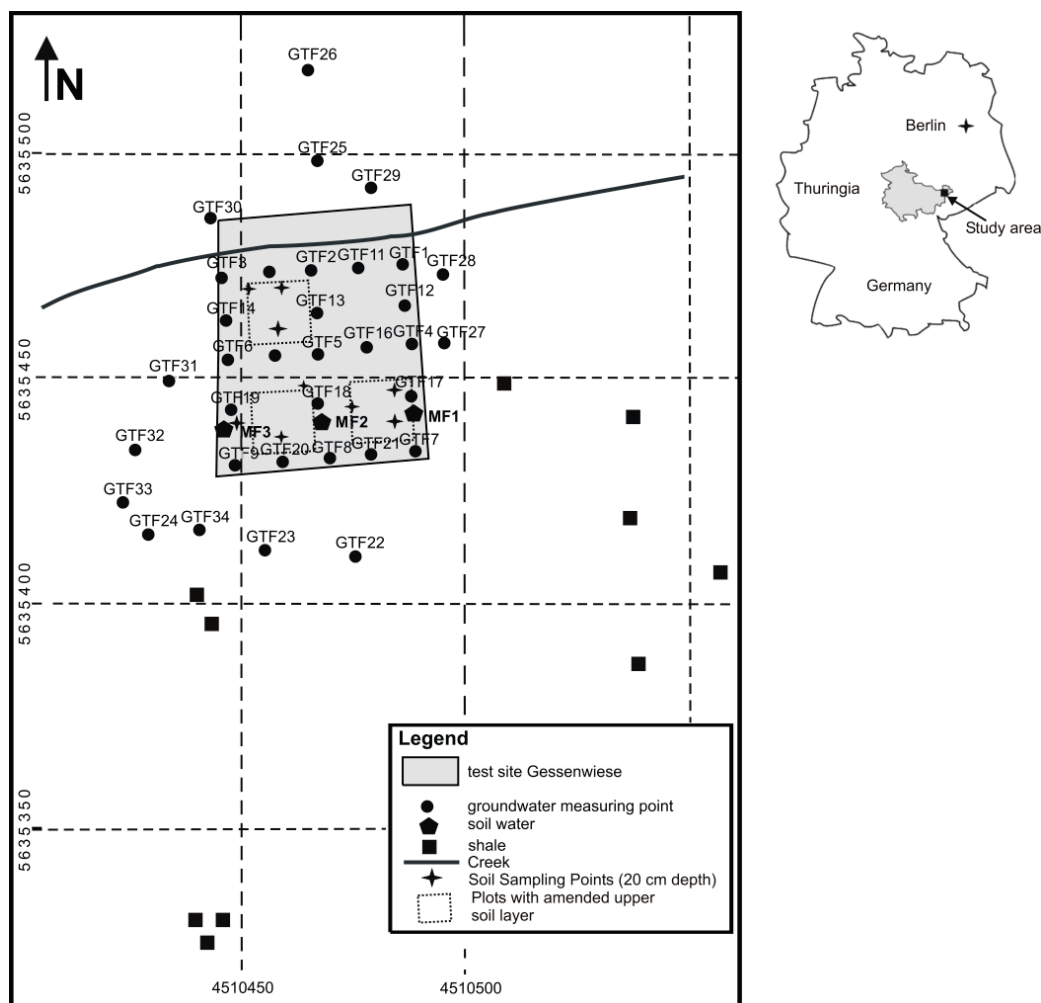 GTF26
N
5635500
GTF25
GTF29
GTF30
Berlin
Thuringia
Study area
Germany
GTF3
GTF2
GTF11
GTF1
GTF28
GTF14
GTF13
GTF12
GTF6
GTF5
GTF16
GTF4
GTF27
5635450
GTF31
GTF19
GTF18
GTF17
MF3
MF2
MF1
GTF32
GTF9
GTF20
GTF8
GTF21
GTF7
GTF33
GTF24
GTF34
GTF23
GTF22
5635400
5635350
Legend
test site Gessenwiese
groundwater measuring point
soil water
shale
Creek
Soil Sampling Points (20 cm depth)
Plots with amended upper
soil layer
4510450
4510500